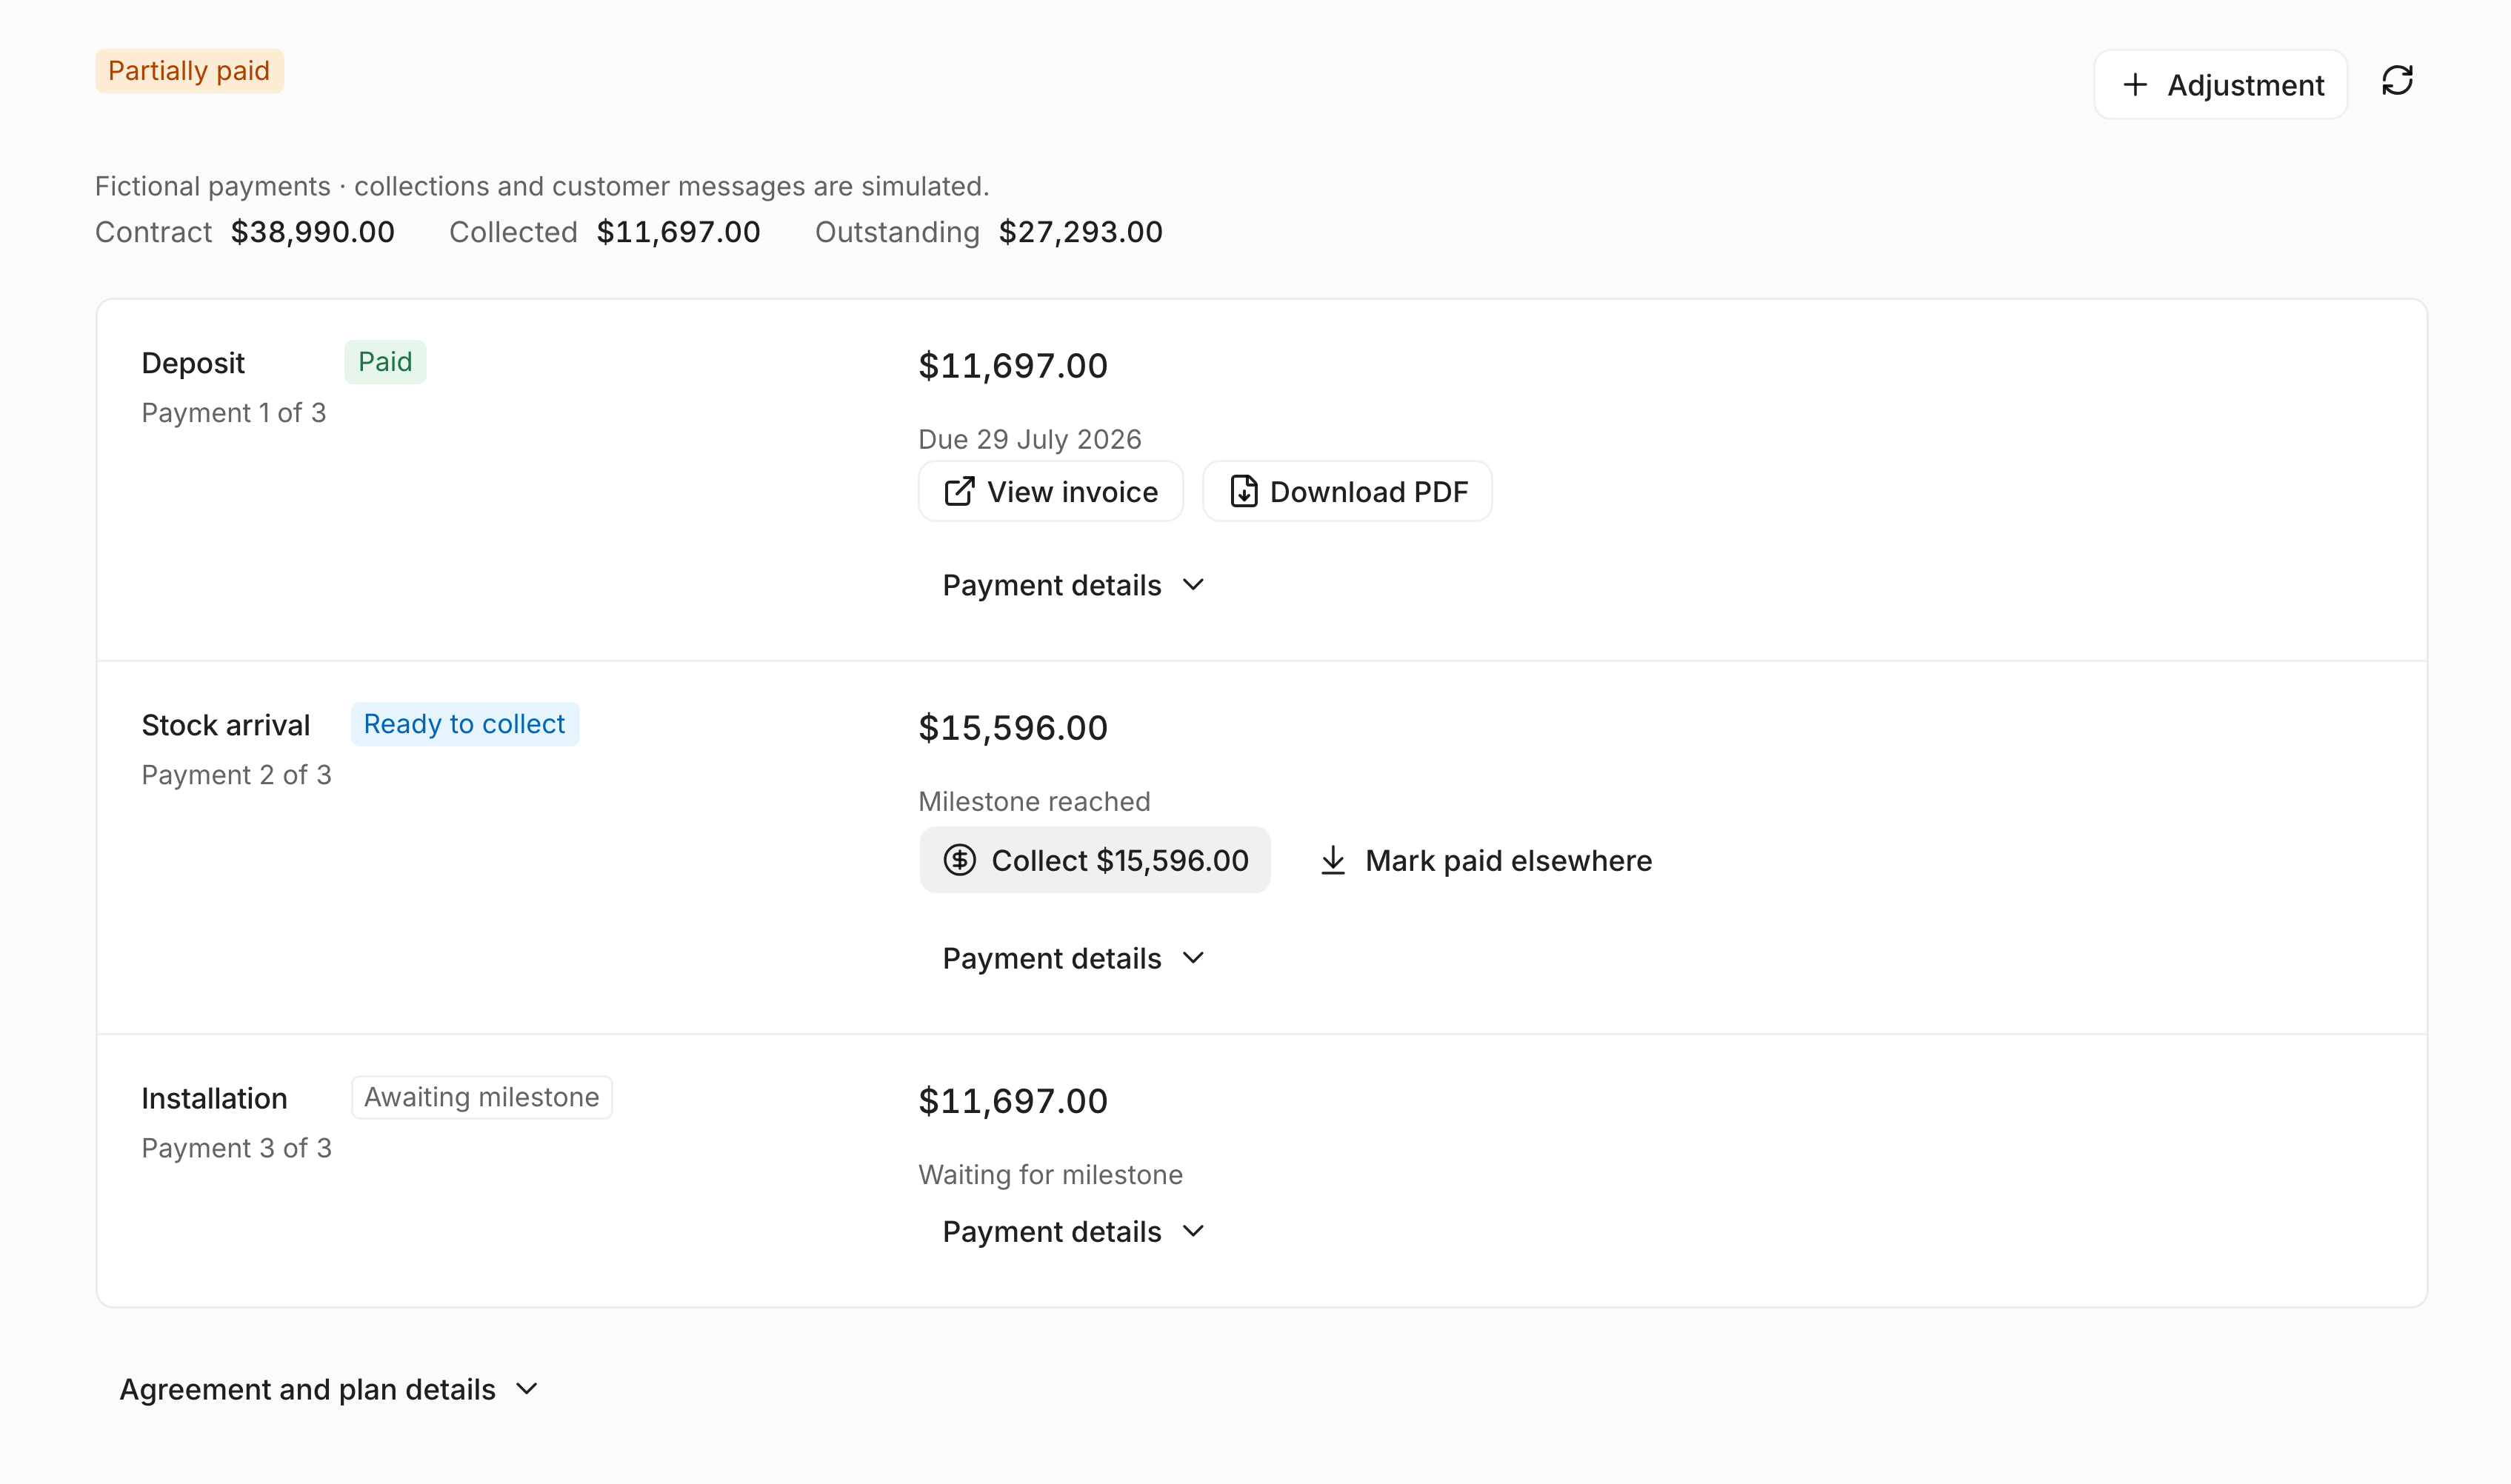 Partially paid
Adjustment
Fictional payments · collections and customer messages are simulated.
Contract $38,990.00 Collected $11,697.00 Outstanding $27,293.00
Deposit Paid
Payment 1 of 3
$11,697.00
Due 29 July 2026
View invoice Download PDF
Payment details
Stock arrival Ready to collect
Payment 2 of 3
$15,596.00
Milestone reached
Collect $15,596.00 Mark paid elsewhere
Payment details
Installation Awaiting milestone
Payment 3 of 3
$11,697.00
Waiting for milestone
Payment details
Agreement and plan details